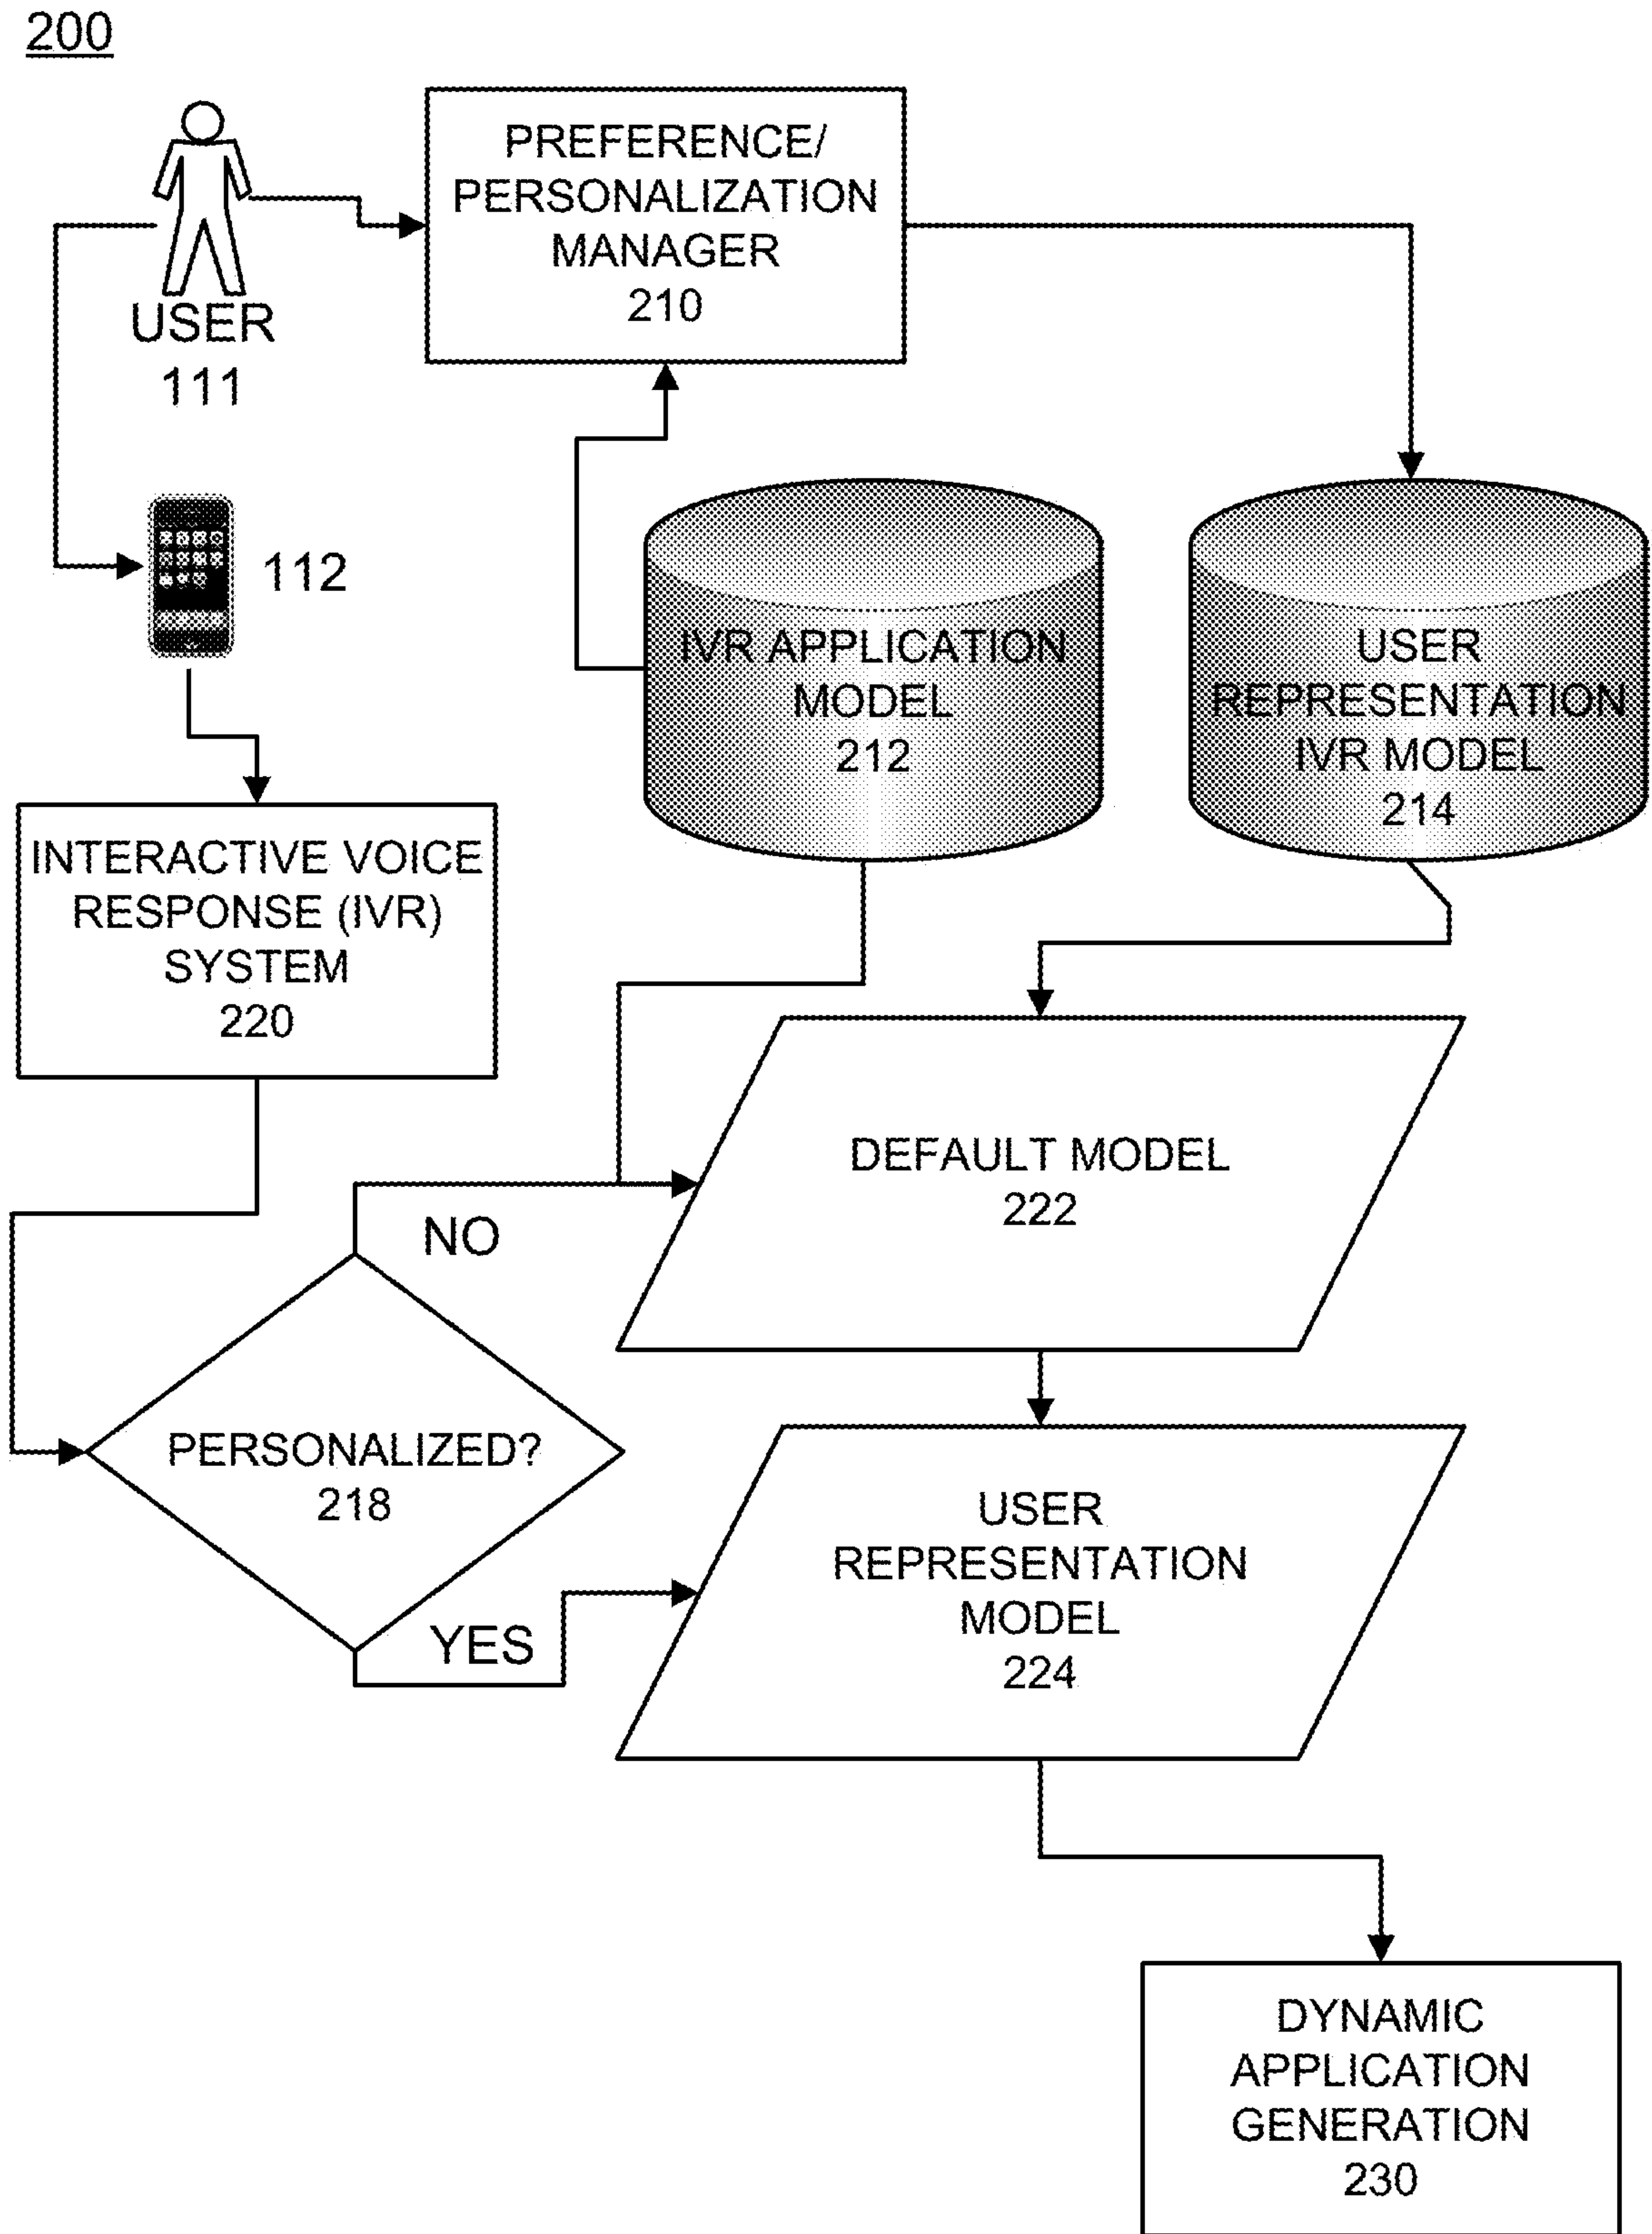 200
PREFERENCE/
PERSONALIZATION
MANAGER
210
USER
111
112
IVR APPLICATION
MODEL
212
USER
REPRESENTATION
IVR MODEL
214
INTERACTIVE VOICE
RESPONSE (IVR)
SYSTEM
220
DEFAULT MODEL
222
NO
PERSONALIZED?
218
USER
REPRESENTATION
MODEL
224
YES
DYNAMIC
APPLICATION
GENERATION
230